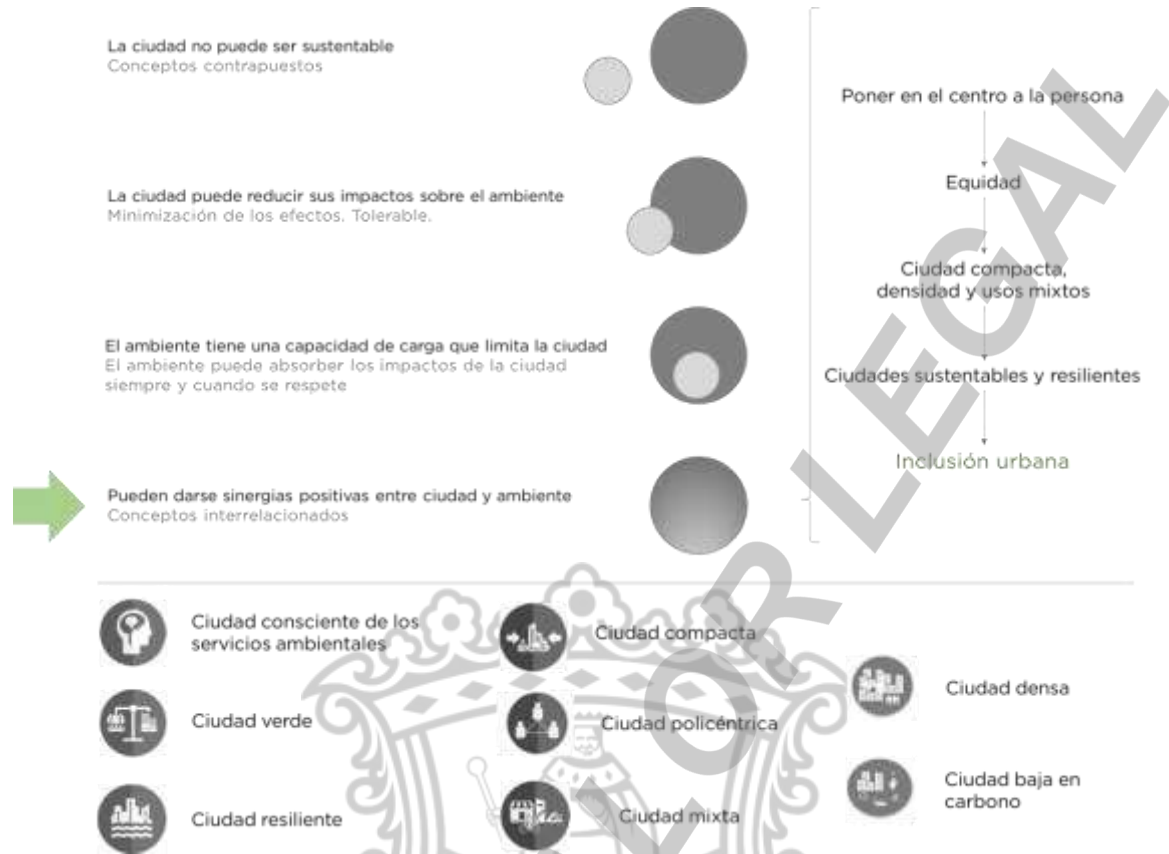 La ciudad no puede ser sustentable
Conceptos contrapuestos
La ciudad puede reducir sus impactos sobre el ambiente
Minimización de los efectos. Tolerable.
El ambiente tiene una capacidad de carga que limita la ciudad
El ambiente puede absorber los impactos de la ciudad
siempre y cuando se respete
Pueden darse sinergias positivas entre ciudad y ambiente
Conceptos interrelacionados
Poner en el centro a la persona
Equidad
Ciudad compacta,
densidad y usos mixtos
Ciudades sustentables y resilientes
Inclusión urbana
Ciudad consciente de los
servicios ambientales
Ciudad verde
Ciudad resiliente
Ciudad compacta
Ciudad policéntrica
Ciudad mixta
Ciudad densa
Ciudad baja en
carbono
LOR LEGAL